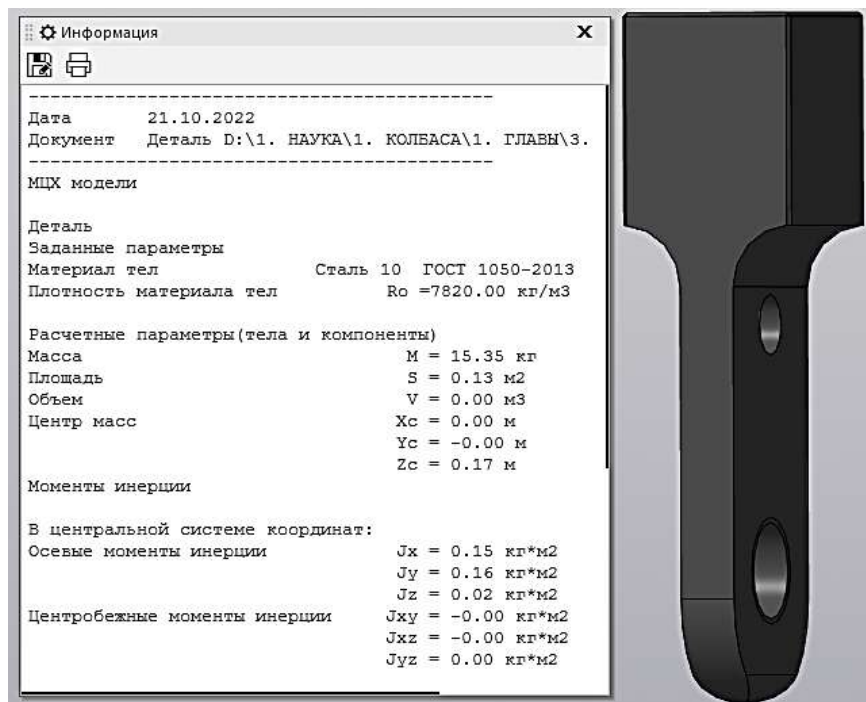 Информация
Дата 21.10.2022
Документ Деталь D:\1. НАУКА\1. КОЛБАСА\1. ГЛАВЫ\3.
МЦХ модели
Деталь
Заданные параметры
Материал тел Сталь 10 ГОСТ 1050-2013
Плотность материала тел Ro =7820.00 кг/м3
Расчетные параметры(тела и компоненты)
Масса M = 15.35 кг
Площадь S = 0.13 м2
Объем V = 0.00 м3
Центр масс Xc = 0.00 м
Yc = -0.00 м
Zc = 0.17 м
Моменты инерции
В центральной системе координат:
Осевые моменты инерции Jx = 0.15 кг*м2
Jy = 0.16 кг*м2
Jz = 0.02 кг*м2
Центробежные моменты инерции Jxy = -0.00 кг*м2
Jxz = -0.00 кг*м2
Jyz = 0.00 кг*м2